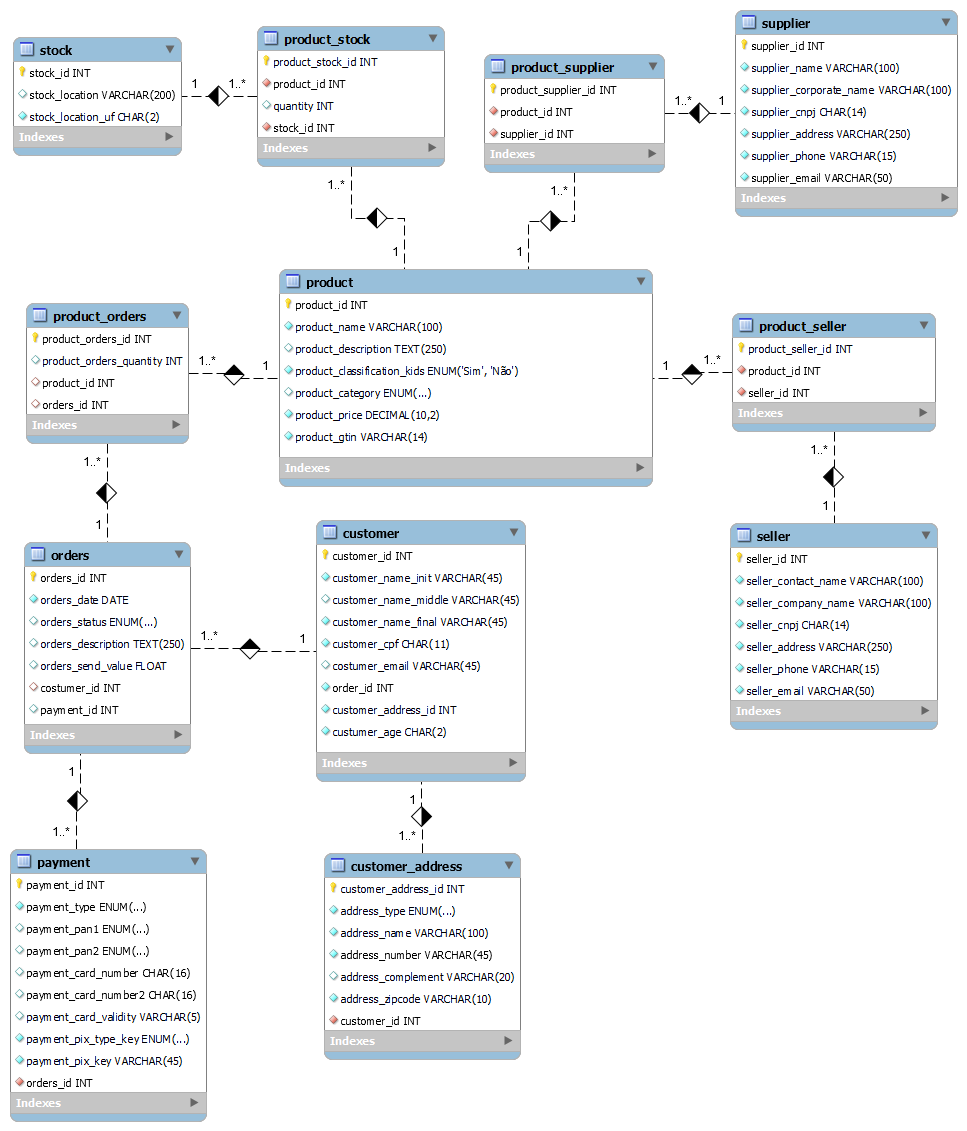 stock
stock_id INT
stock_location VARCHAR(200)
stock_location_uf CHAR(2)
Indexes
1
1..*
product_stock
product_stock_id INT
product_id INT
quantity INT
stock_id INT
Indexes
1..*
1
product_supplier
product_supplier_id INT
product_id INT
supplier_id INT
Indexes
1..*
1
1..*
1
supplier
supplier_id INT
supplier_name VARCHAR(100)
supplier_corporate_name VARCHAR(100)
supplier_cnpj CHAR(14)
supplier_address VARCHAR(250)
supplier_phone VARCHAR(15)
supplier_email VARCHAR(50)
Indexes
product_orders
product_orders_id INT
product_orders_quantity INT
product_id INT
orders_id INT
Indexes
1..*
1
1..*
1
product
product_id INT
product_name VARCHAR(100)
product_description TEXT(250)
product_classification_kids ENUM('Sim', 'Não')
product_category ENUM(...)
product_price DECIMAL(10,2)
product_gtin VARCHAR(14)
Indexes
1
1..*
product_seller
product_seller_id INT
product_id INT
seller_id INT
Indexes
1..*
1
orders
orders_id INT
orders_date DATE
orders_status ENUM(...)
orders_description TEXT(250)
orders_send_value FLOAT
costumer_id INT
payment_id INT
Indexes
1..*
1
1
1..*
customer
customer_id INT
customer_name_init VARCHAR(45)
customer_name_middle VARCHAR(45)
customer_name_final VARCHAR(45)
customer_cpf CHAR(11)
costumer_email VARCHAR(45)
order_id INT
customer_address_id INT
custumer_age CHAR(2)
Indexes
1
1..*
seller
seller_id INT
seller_contact_name VARCHAR(100)
seller_company_name VARCHAR(100)
seller_cnpj CHAR(14)
seller_address VARCHAR(250)
seller_phone VARCHAR(15)
seller_email VARCHAR(50)
Indexes
payment
payment_id INT
payment_type ENUM(...)
payment_pan1 ENUM(...)
payment_pan2 ENUM(...)
payment_card_number CHAR(16)
payment_card_number2 CHAR(16)
payment_card_validity VARCHAR(5)
payment_pix_type_key ENUM(...)
payment_pix_key VARCHAR(45)
orders_id INT
Indexes
customer_address
customer_address_id INT
address_type ENUM(...)
address_name VARCHAR(100)
address_number VARCHAR(45)
address_complement VARCHAR(20)
address_zipcode VARCHAR(10)
customer_id INT
Indexes